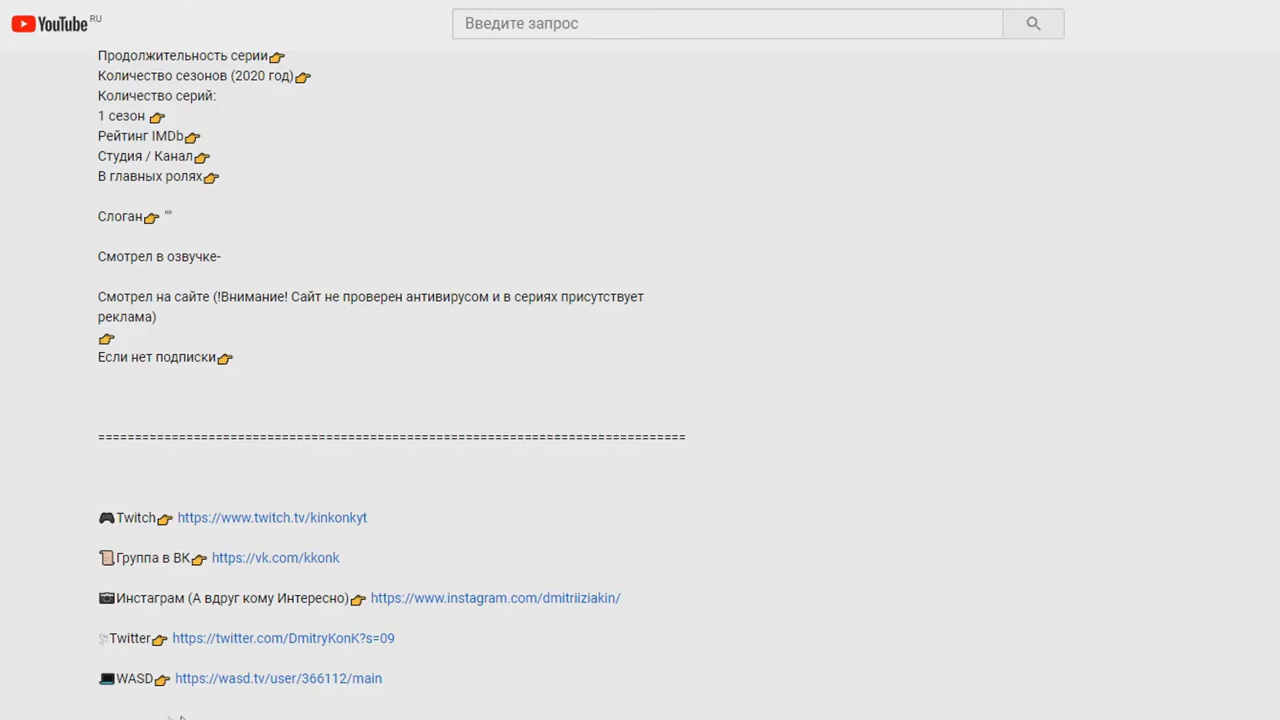 YouTube RU
Введите запрос
Продолжительность серии👉
Количество сезонов (2020 год)👉
Количество серий:
1 сезон 👉
Рейтинг IMDb👉
Студия / Канал👉
В главных ролях👉
Слоган👉 ""
Смотрел в озвучке-
Смотрел на сайте (!Внимание! Сайт не проверен антивирусом и в сериях присутствует
реклама)
👉
Если нет подписки👉
================================================================================
🎮Twitch👉 https://www.twitch.tv/kinkonkyt
📜Группа в ВК👉 https://vk.com/kkonk
📷Инстаграм (А вдруг кому Интересно)👉 https://www.instagram.com/dmitriiziakin/
🕊Twitter👉 https://twitter.com/DmitryKonK?s=09
💻WASD👉 https://wasd.tv/user/366112/main